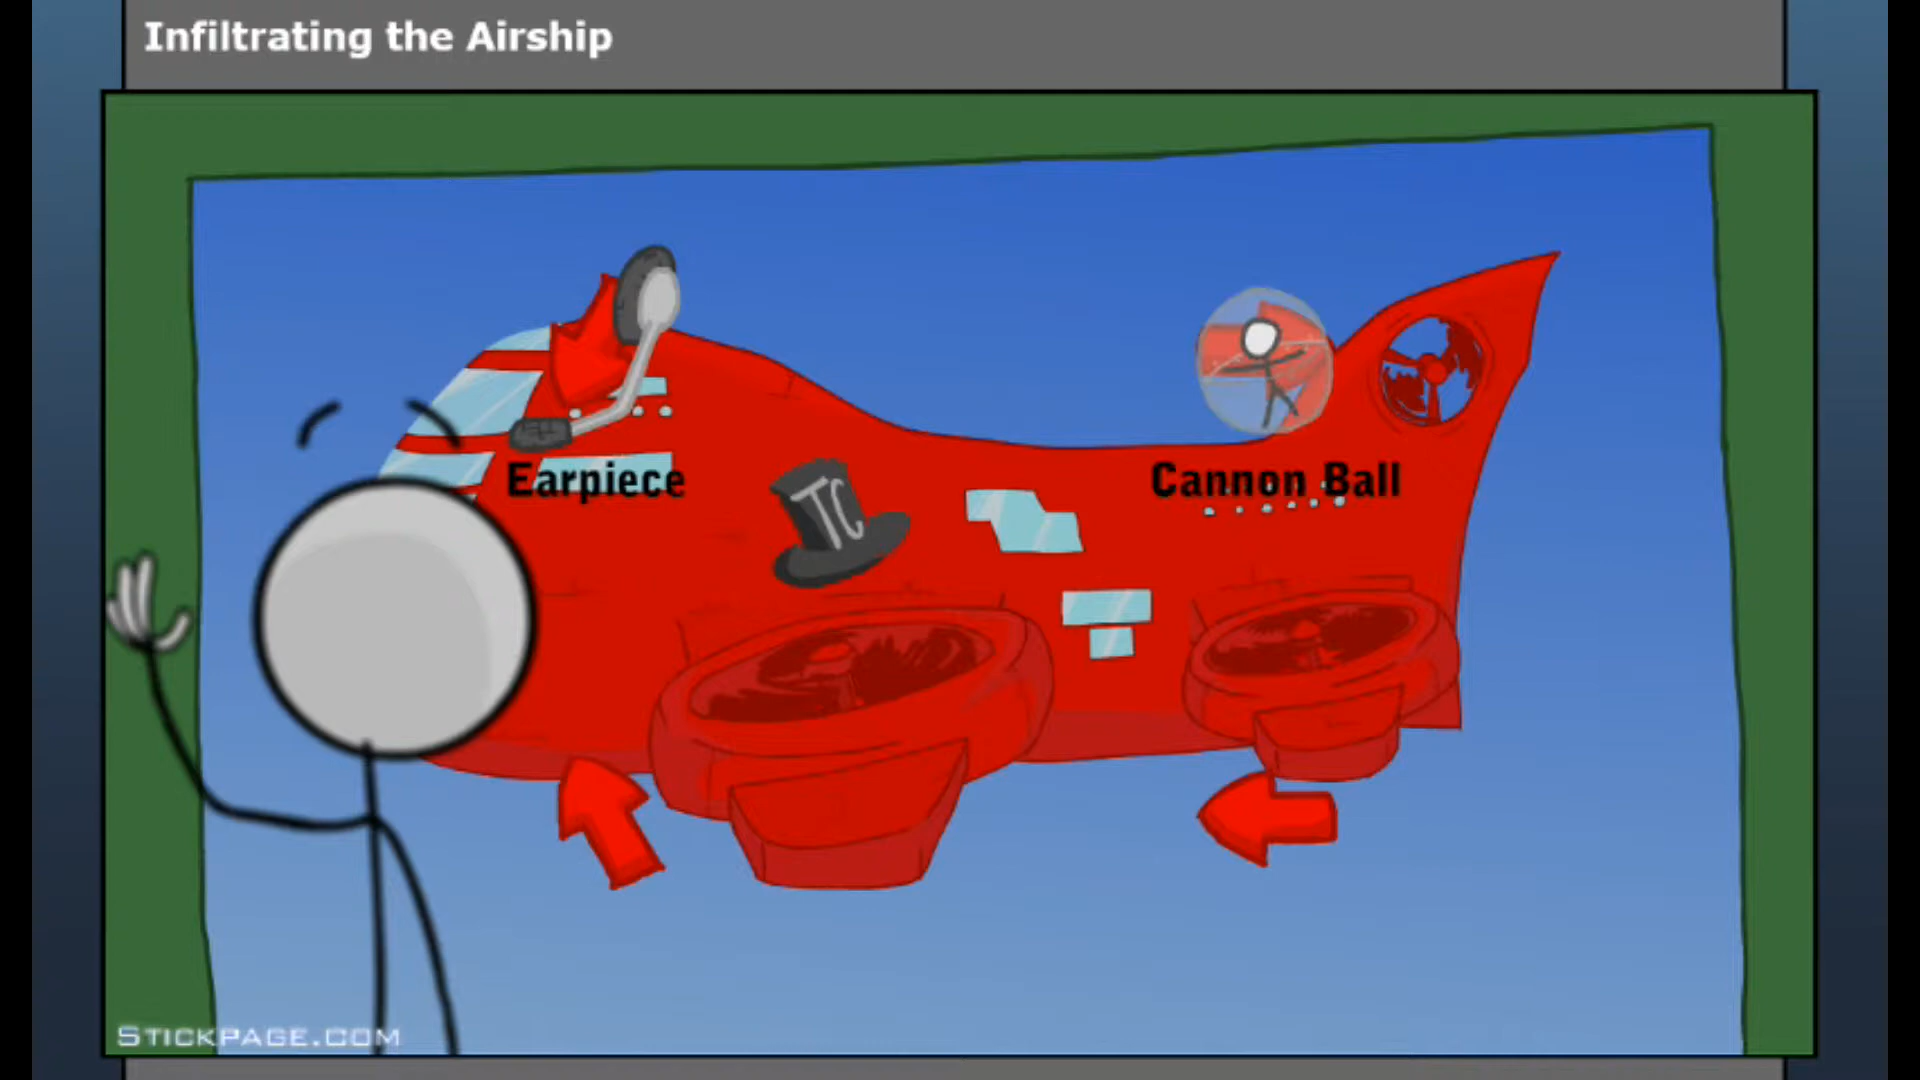 Infiltrating the Airship
Earpiece
Cannon Ball
TC
STICKPAGE.COM